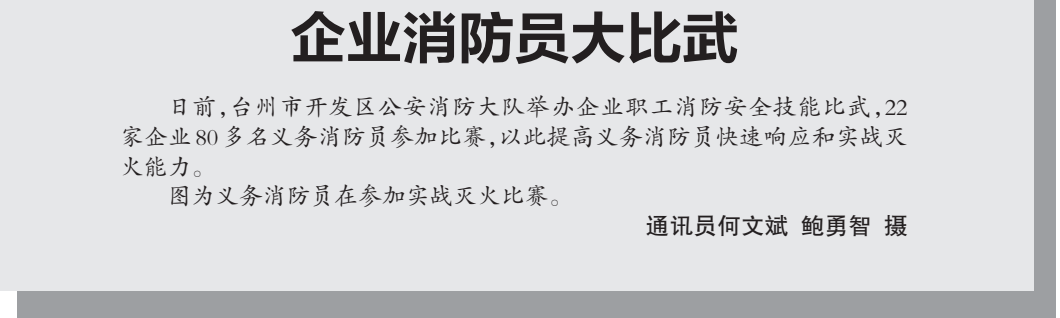 企业消防员大比武
日前,台州市开发区公安消防大队举办企业职工消防安全技能比武,22
家企业80多名义务消防员参加比赛,以此提高义务消防员快速响应和实战灭
火能力。
图为义务消防员在参加实战灭火比赛。
通讯员何文斌 鲍勇智 摄